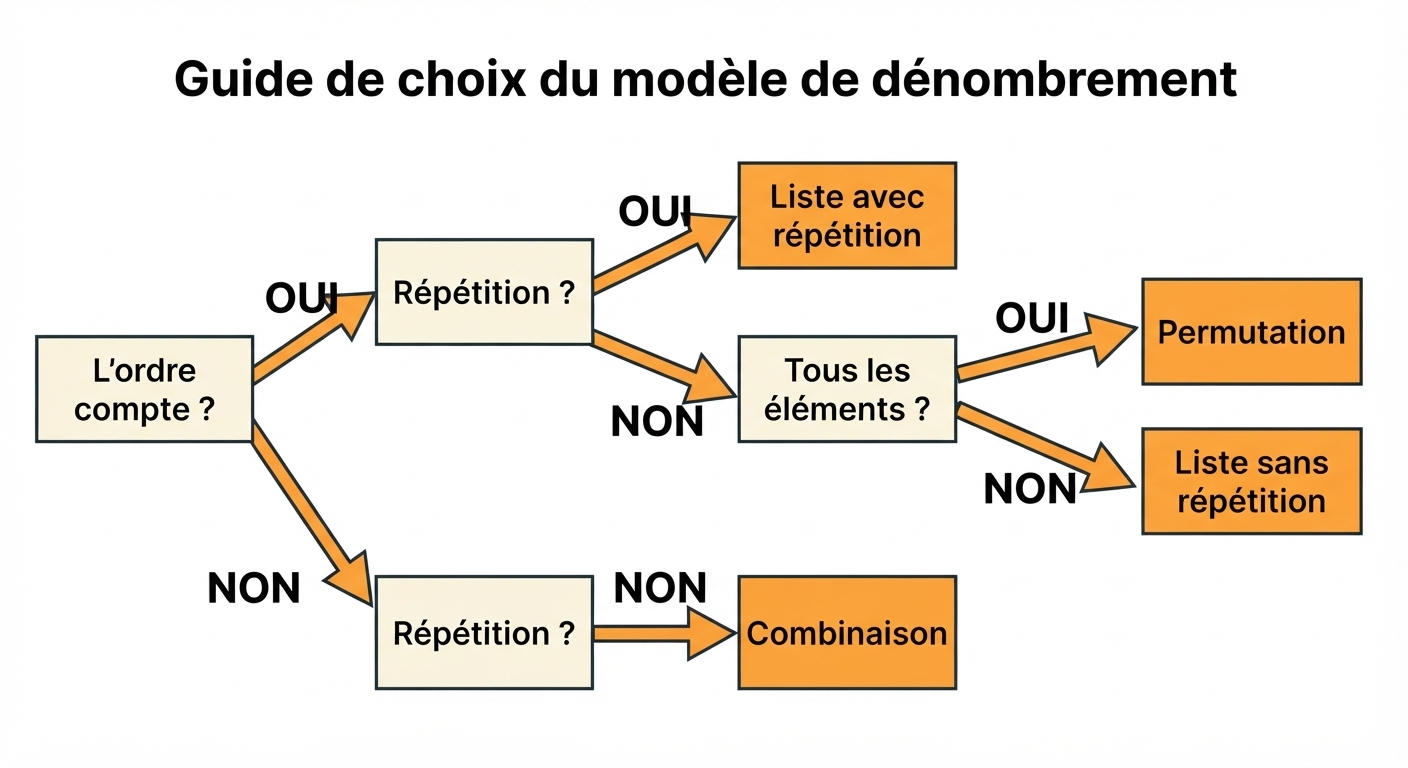 Guide de choix du modèle de dénombrement
L’ordre
compte ?
OUI
Répétition ?
OUI
Liste avec
répétition
NON
Tous les
éléments ?
OUI
Permutation
NON
Liste sans
répétition
NON
Répétition ?
NON
Combinaison